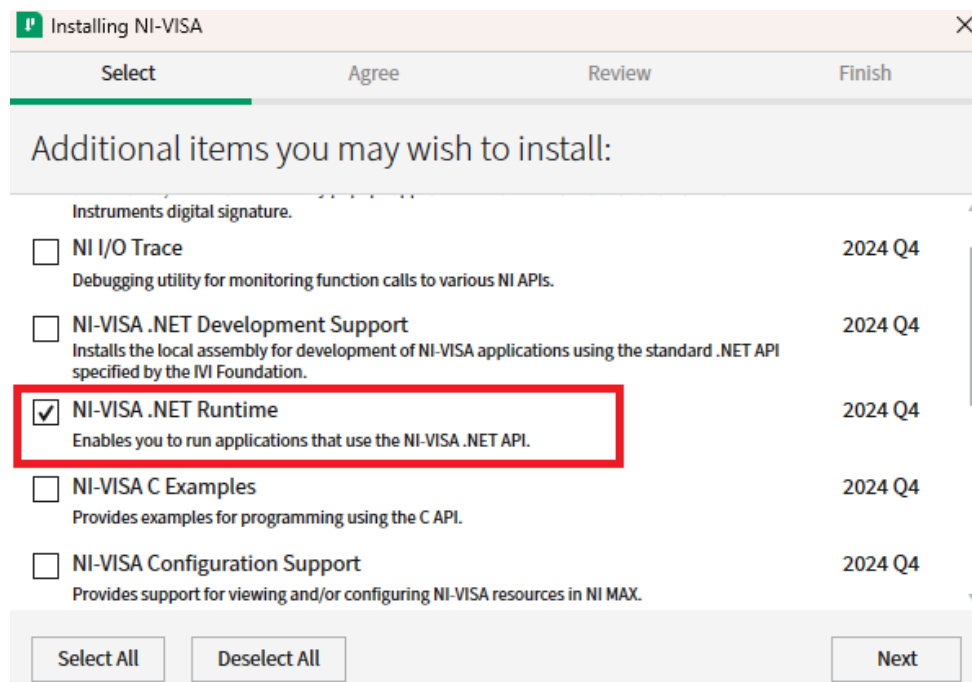 Installing NI-VISA
Select Agree Review Finish
Additional items you may wish to install:
Instruments digital signature.
NI I/O Trace 2024 Q4
Debugging utility for monitoring function calls to various NI APIs.
NI-VISA .NET Development Support 2024 Q4
Installs the local assembly for development of NI-VISA applications using the standard .NET API
specified by the IVI Foundation.
NI-VISA .NET Runtime 2024 Q4
Enables you to run applications that use the NI-VISA .NET API.
NI-VISA C Examples 2024 Q4
Provides examples for programming using the C API.
NI-VISA Configuration Support 2024 Q4
Provides support for viewing and/or configuring NI-VISA resources in NI MAX.
Select All Deselect All Next